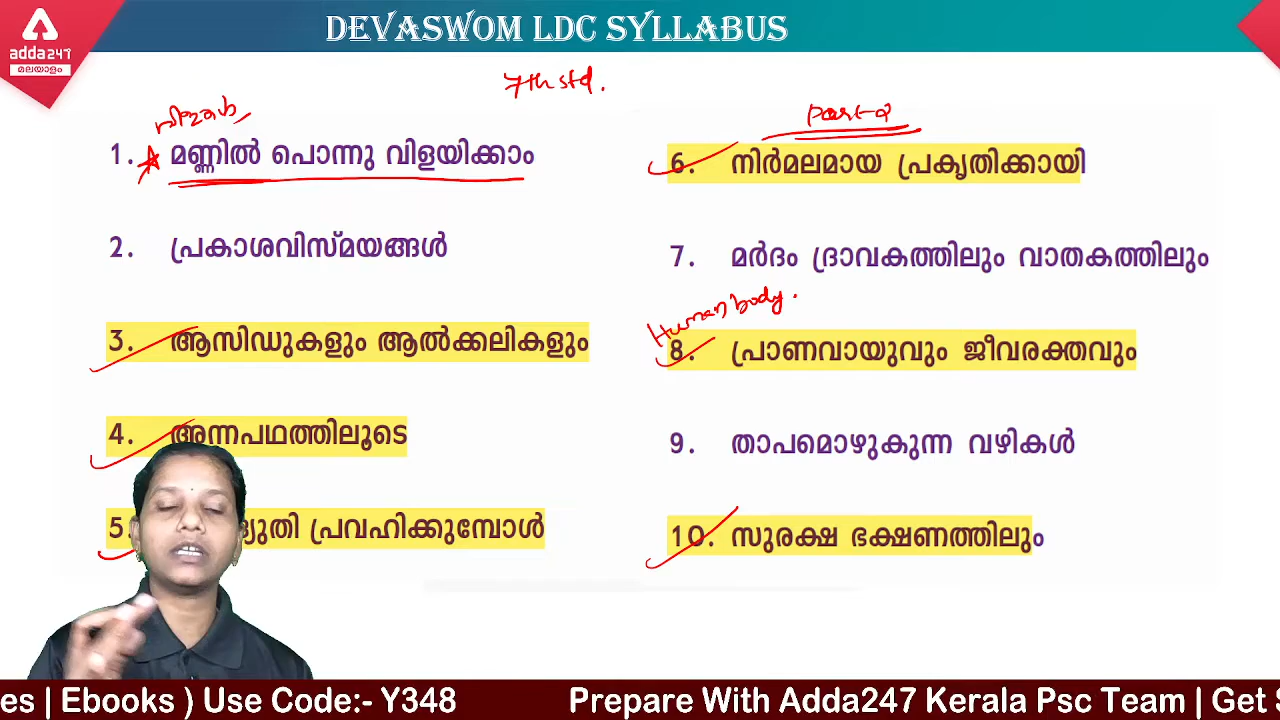 DEVASWOM LDC SYLLABUS
adda247
മലയാളം
7th std.
1. മണ്ണിൽ പൊന്നു വിളയിക്കാം
2. പ്രകാശവിസ്മയങ്ങൾ
3. ആസിഡുകളും ആൽക്കലികളും
4. അന്നപഥത്തിലൂടെ
5. ്യുതി പ്രവഹിക്കുമ്പോൾ
Part-2
6. നിർമലമായ പ്രകൃതിക്കായി
7. മർദം ദ്രാവകത്തിലും വാതകത്തിലും
Human body.
8. പ്രാണവായുവും ജീവരക്തവും
9. താപമൊഴുകുന്ന വഴികൾ
10. സുരക്ഷ ഭക്ഷണത്തിലും
es | Ebooks ) Use Code:- Y348 Prepare With Adda247 Kerala Psc Team | Get S